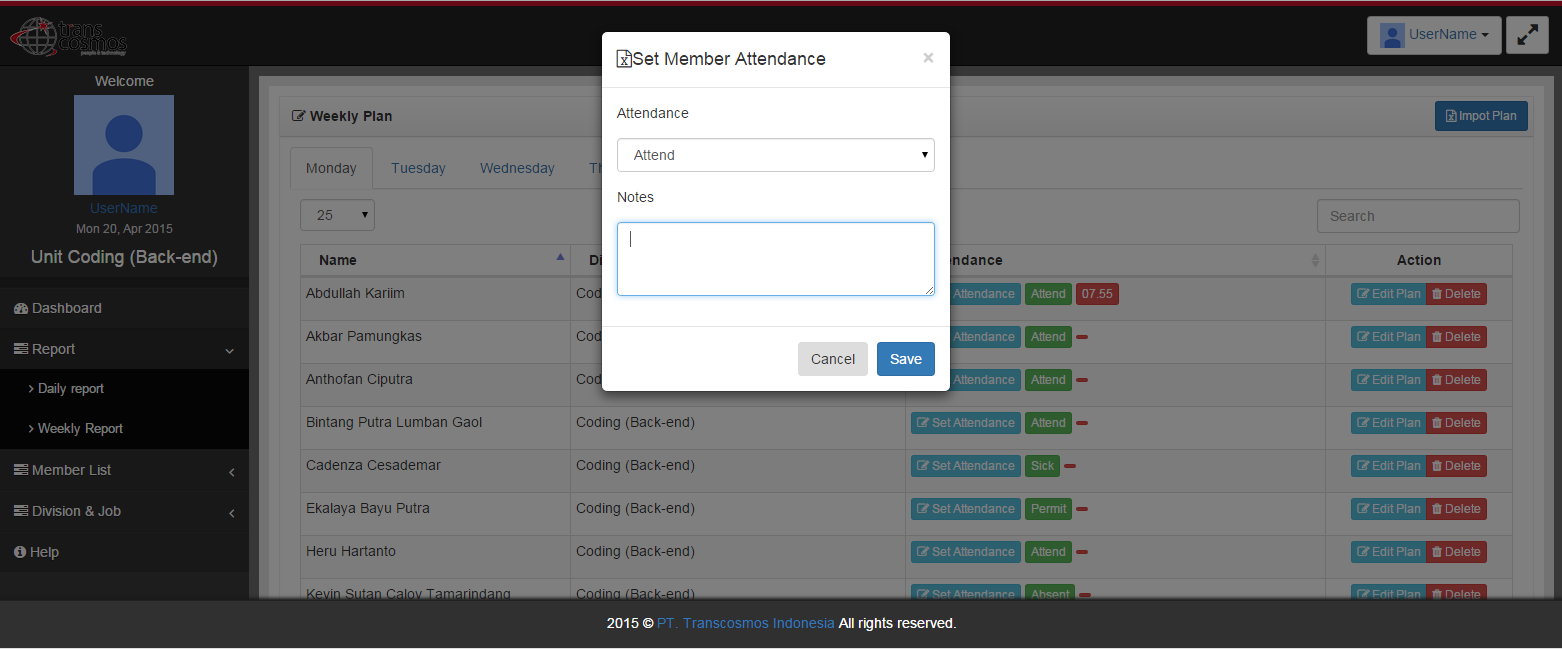 trans
cosmos
people & technology
UserName
Welcome
UserName
Mon 20, Apr 2015
Unit Coding (Back-end)
Dashboard
Report
Daily report
Weekly Report
Member List
Division & Job
Help
Set Member Attendance ×
Attendance
Attend
Notes
Cancel Save
Weekly Plan Impot Plan
Monday Tuesday Wednesday Th
25 Search
Name Di ndance Action
Abdullah Kariim Cod Attendance Attend 07.55 Edit Plan Delete
Akbar Pamungkas Cod Attendance Attend Edit Plan Delete
Anthofan Ciputra Cod Attendance Attend Edit Plan Delete
Bintang Putra Lumban Gaol Coding (Back-end) Set Attendance Attend Edit Plan Delete
Cadenza Cesademar Coding (Back-end) Set Attendance Sick Edit Plan Delete
Ekalaya Bayu Putra Coding (Back-end) Set Attendance Permit Edit Plan Delete
Heru Hartanto Coding (Back-end) Set Attendance Attend Edit Plan Delete
Kevin Sutan Caloy Tamarindang Coding (Back-end) Set Attendance Absent Edit Plan Delete
2015 © PT. Transcosmos Indonesia All rights reserved.